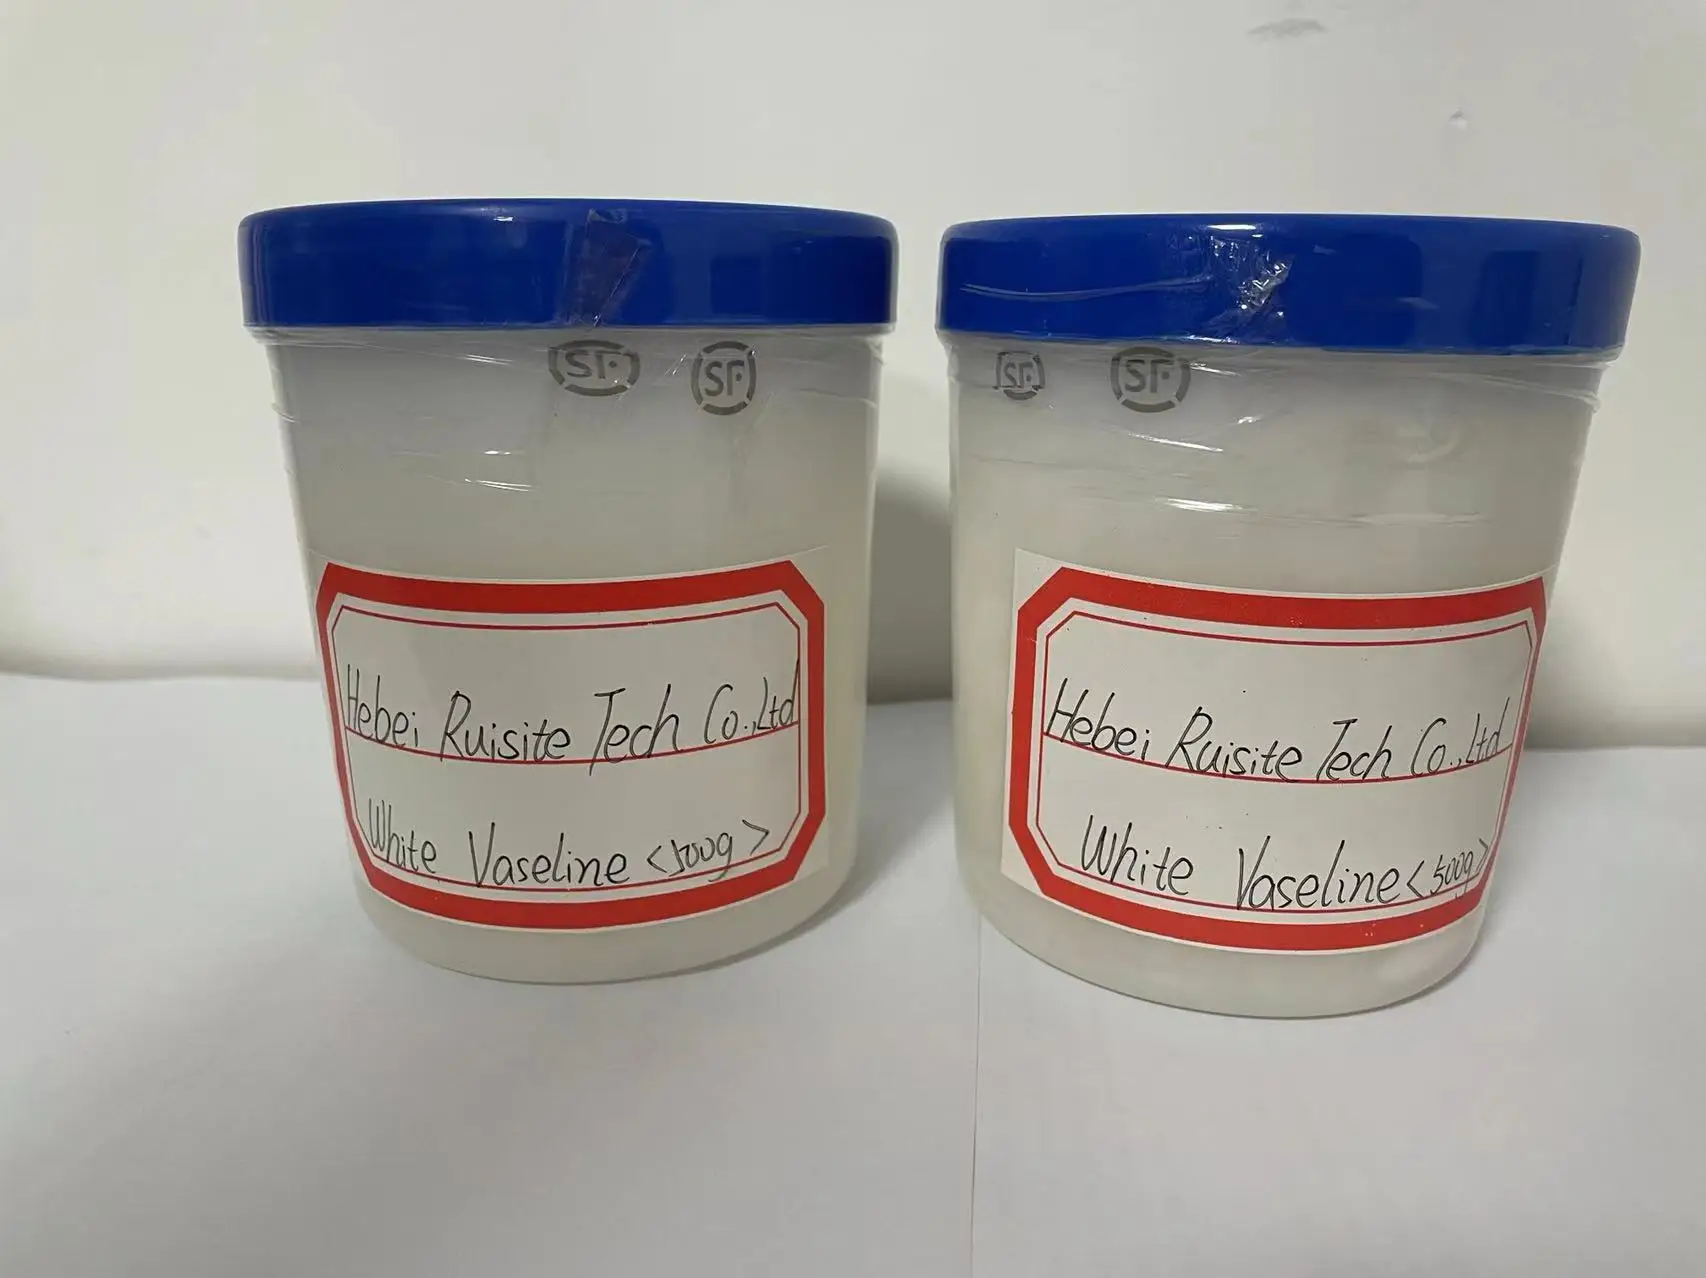 SF
SF
SF
SF
Hebei Ruisite Tech Co.,Ltd
White Vaseline <500g>
Hebei Ruisite Tech Co.,Ltd
White Vaseline <500g>